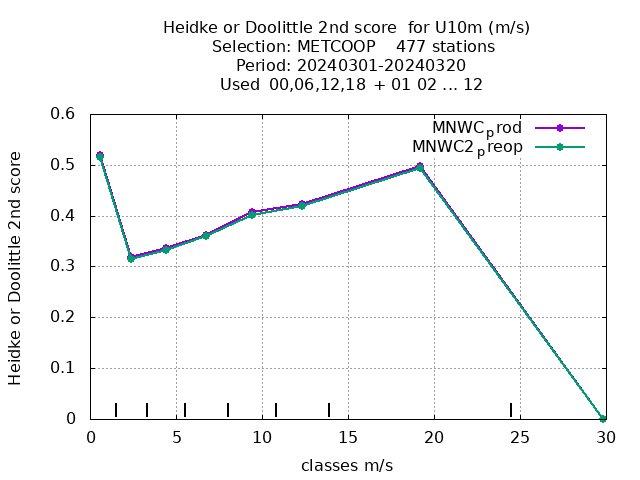 Heidke or Doolittle 2nd score  for U10m (m/s)
Selection: METCOOP    477 stations
Period: 20240301-20240320
Used  00,06,12,18  + 01 02 ... 12
MNWCprod
MNWC2preop
Heidke or Doolittle 2nd score
0.6
0.5
0.4
0.3
0.2
0.1
0
0 5 10 15 20 25 30
classes m/s